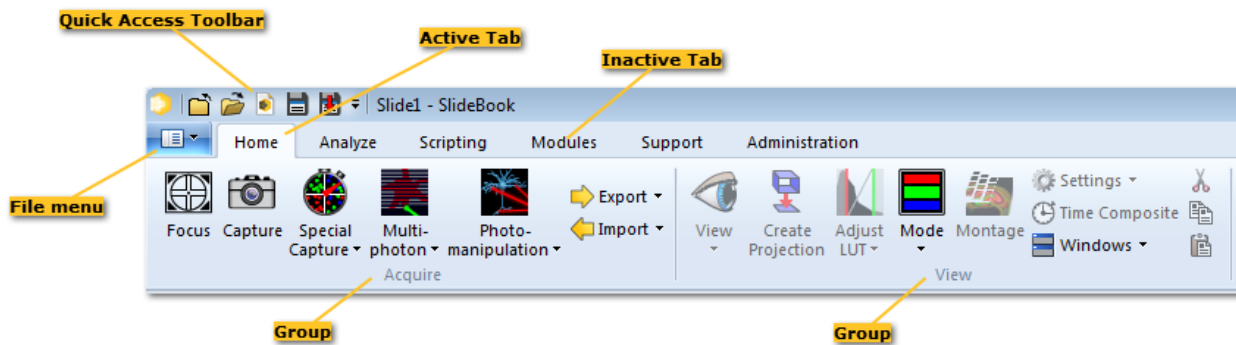 Quick Access Toolbar
Active Tab
Inactive Tab
Slide1 - SlideBook
Home Analyze Scripting Modules Support Administration
File menu
Focus Capture Special Capture Multi-photon Photo-manipulation Export Import View Create Projection Adjust LUT Mode Montage Settings Time Composite Windows
Acquire View
Group Group